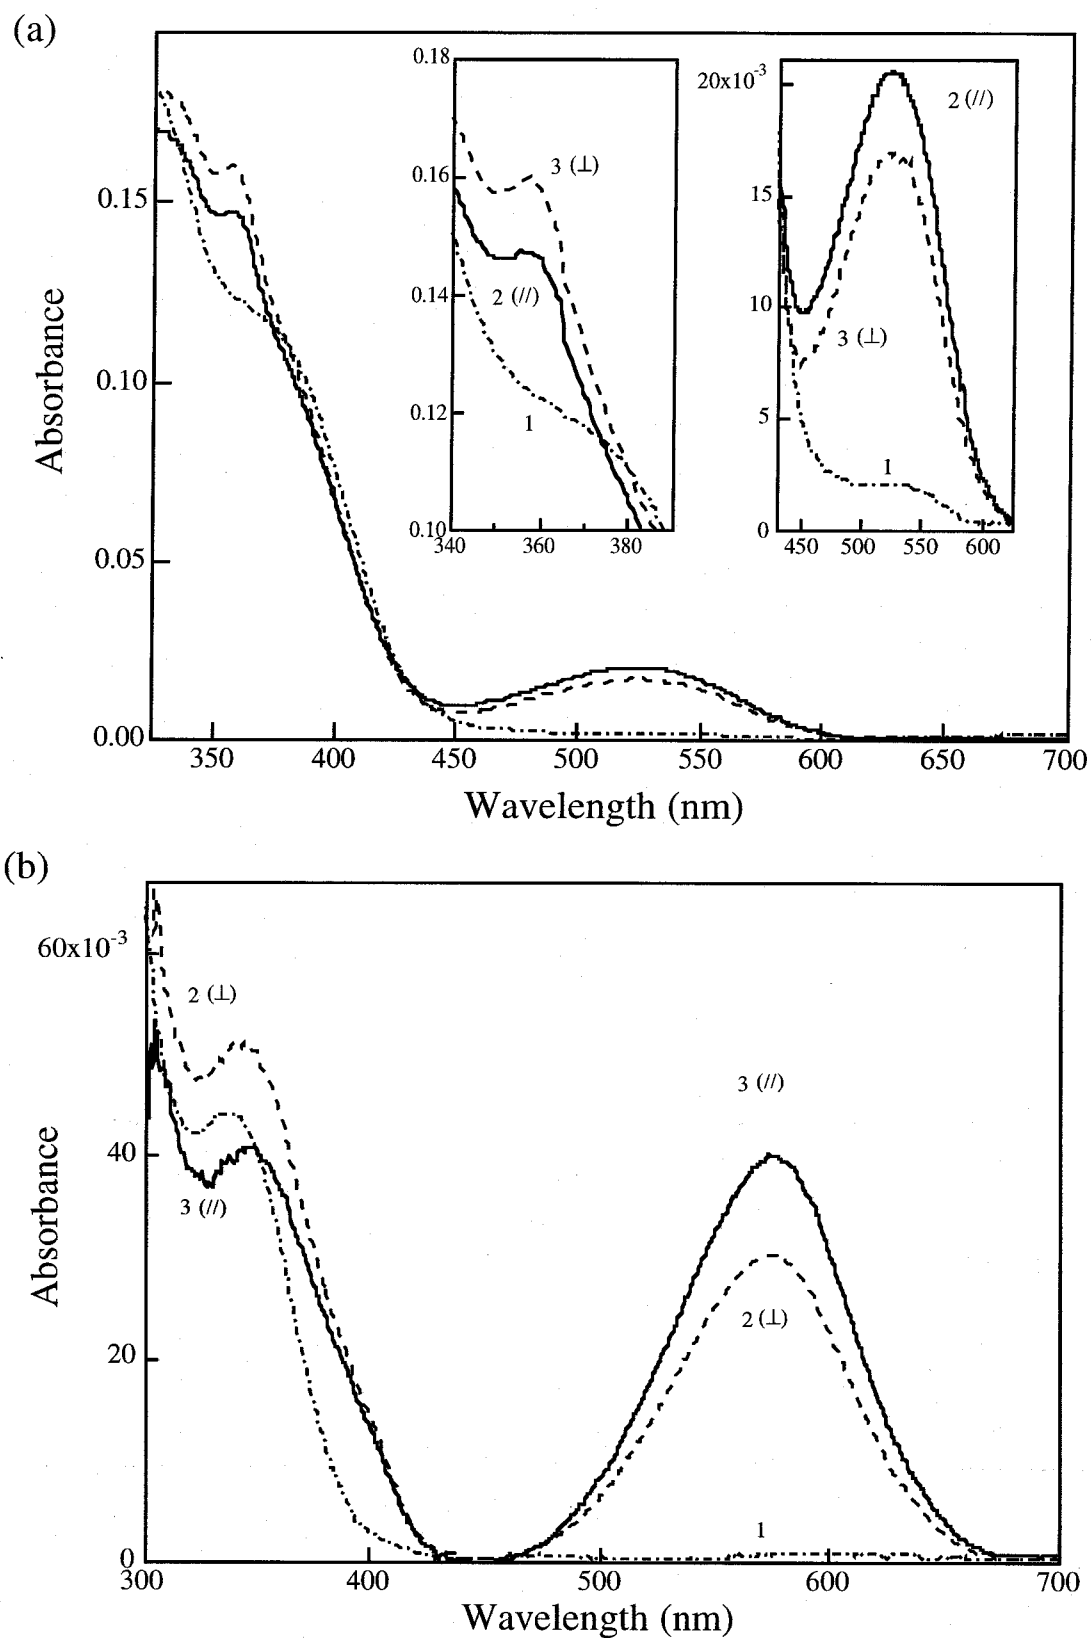 (a)
Absorbance
0.15
0.10
0.05
0.00
0.18
0.16
0.14
0.12
0.10
3 (⊥)
2 (//)
1
340 360 380
20x10-3
15
10
5
0
2 (//)
3 (⊥)
1
450 500 550 600
350 400 450 500 550 600 650 700
Wavelength (nm)
(b)
Absorbance
60x10-3
40
20
0
2 (⊥)
3 (//)
3 (//)
2 (⊥)
1
300 400 500 600 700
Wavelength (nm)